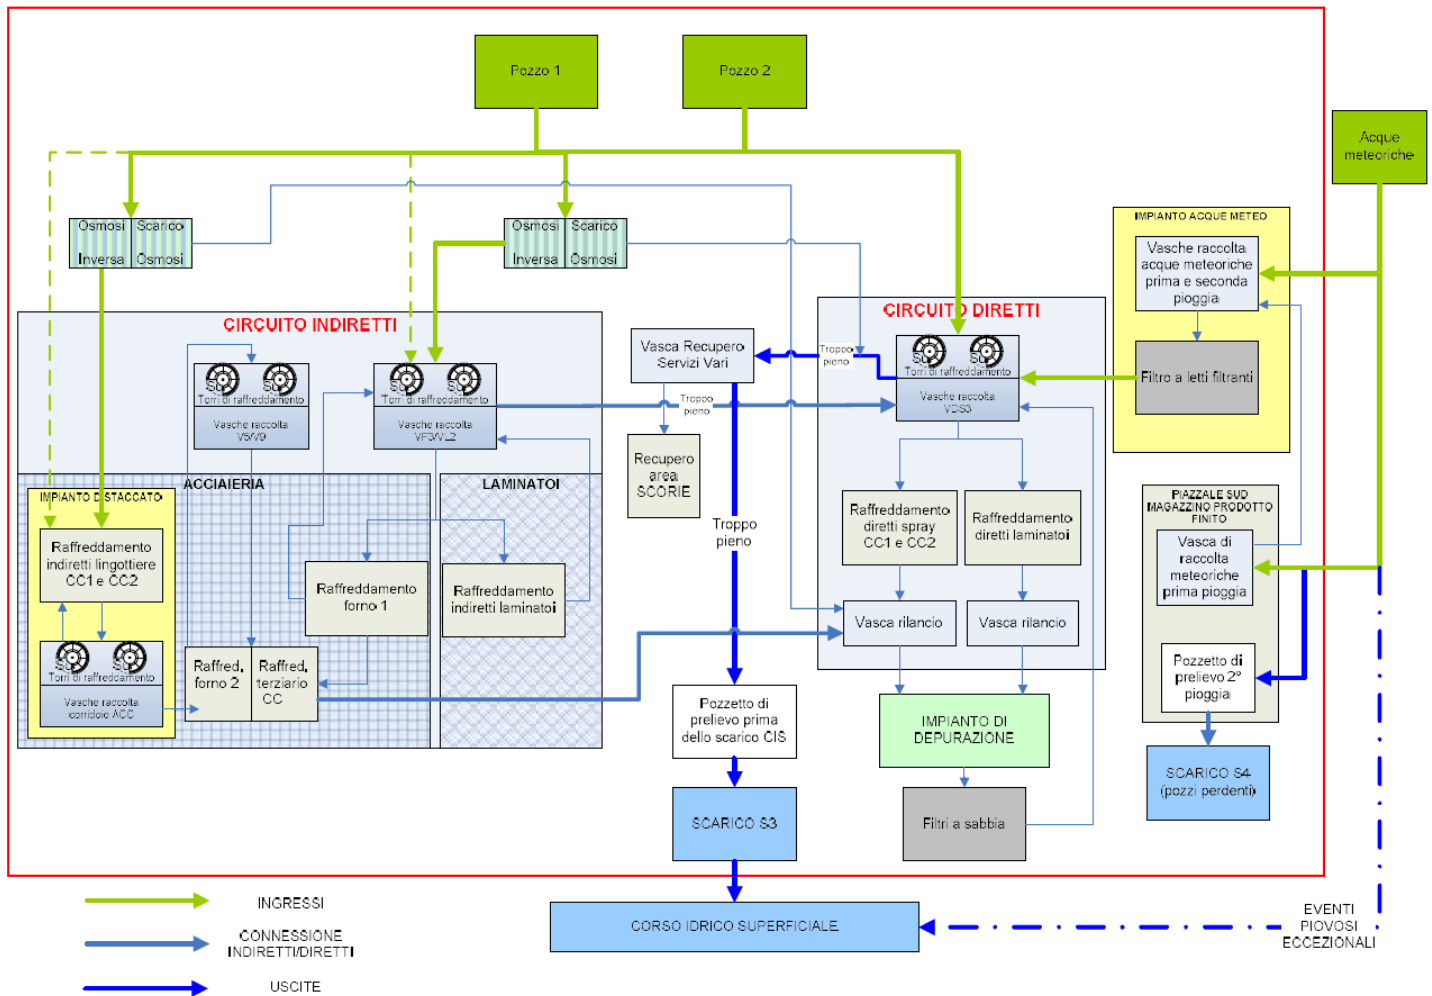 Pozzo 1
Pozzo 2
Acque
meteoriche
Osmosi
Inversa
Scarico
Osmosi
Osmosi
Inversa
Scarico
Osmosi
IMPIANTO ACQUE METEO
Vasche raccolta
acque meteoriche
prima e seconda
pioggia
Filtro a letti filtranti
CIRCUITO INDIRETTI
Torri di raffreddamento
Vasche raccolta
V5/V9
Torri di raffreddamento
Vasche raccolta
VF3/VL2
Vasca Recupero
Servizi Vari
Troppo
pieno
Troppo
pieno
Recupero
area
SCORIE
Troppo
pieno
CIRCUITO DIRETTI
Torri di raffreddamento
Vasche raccolta
VDS3
Raffreddamento
diretti spray
CC1 e CC2
Raffreddamento
diretti laminatoi
Vasca rilancio
Vasca rilancio
ACCIAIERIA
LAMINATOI
IMPIANTO DISTACCATO
Raffreddamento
indiretti lingottiere
CC1 e CC2
Torri di raffreddamento
Vasche raccolta
corridoio ACC
Raffreddamento
forno 1
Raffreddamento
indiretti laminatoi
Raffred,
forno 2
Raffred,
terziario
CC
PIAZZALE SUD
MAGAZZINO PRODOTTO
FINITO
Vasca di
raccolta
meteoriche
prima pioggia
Pozzetto di
prelievo 2°
pioggia
SCARICO S4
(pozzi perdenti)
Pozzetto di
prelievo prima
dello scarico CIS
SCARICO S3
IMPIANTO DI
DEPURAZIONE
Filtri a sabbia
CORSO IDRICO SUPERFICIALE
EVENTI
PIOVOSI
ECCEZIONALI
INGRESSI
CONNESSIONE
INDIRETTI/DIRETTI
USCITE